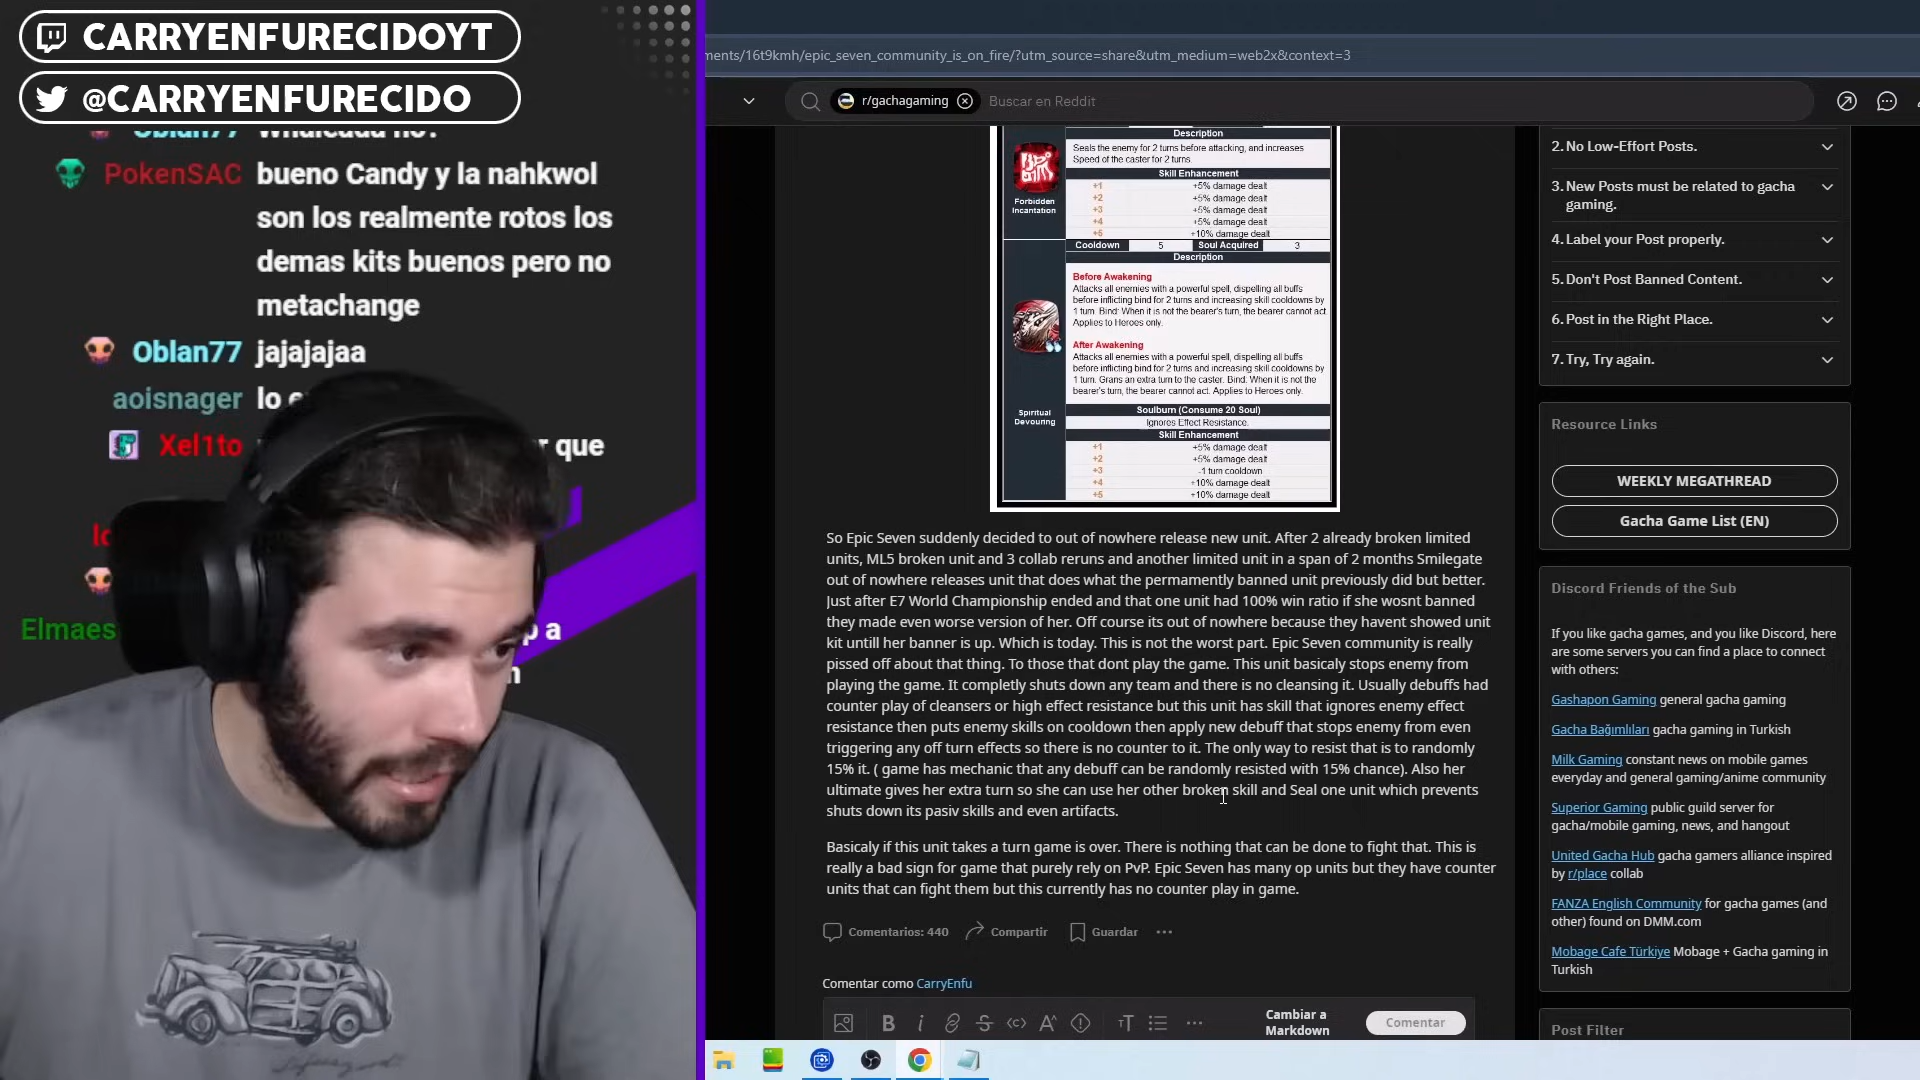 CARRYENFURECIDOYT
@CARRYENFURECIDO
Oblan77
PokenSAC bueno Candy y la nahkwol
son los realmente rotos los
demas kits buenos pero no
metachange
Oblan77 jajajajaa
aoisnager lo
Xel1to que
Elmaes
ments/16t9kmh/epic_seven_community_is_on_fire/?utm_source=share&utm_medium=web2x&context=3
r/gachagaming Buscar en Reddit
Description
Seals the enemy for 2 turns before attacking, and increases
Speed of the caster for 2 turns.
Skill Enhancement
Forbidden
Incantation
+1 +5% damage dealt
+2 +5% damage dealt
+3 +5% damage dealt
+4 +5% damage dealt
+5 +10% damage dealt
Cooldown 5 Soul Acquired 3
Description
Before Awakening
Attacks all enemies with a powerful spell, dispelling all buffs
before inflicting bind for 2 turns and increasing skill cooldowns by
1 turn. Bind: When it is not the bearer's turn, the bearer cannot act.
Applies to Heroes only.
After Awakening
Attacks all enemies with a powerful spell, dispelling all buffs
before inflicting bind for 2 turns and increasing skill cooldowns by
1 turn. Grans an extra turn to the caster. Bind: When it is not the
bearer's turn, the bearer cannot act. Applies to Heroes only.
Spiritual
Devouring
Soulburn (Consume 20 Soul)
Ignores Effect Resistance.
Skill Enhancement
+1 +5% damage dealt
+2 +5% damage dealt
+3 -1 turn cooldown
+4 +10% damage dealt
+5 +10% damage dealt
So Epic Seven suddenly decided to out of nowhere release new unit. After 2 already broken limited
units, ML5 broken unit and 3 collab reruns and another limited unit in a span of 2 months Smilegate
out of nowhere releases unit that does what the permamently banned unit previously did but better.
Just after E7 World Championship ended and that one unit had 100% win ratio if she wosnt banned
they made even worse version of her. Off course its out of nowhere because they havent showed unit
kit untill her banner is up. Which is today. This is not the worst part. Epic Seven community is really
pissed off about that thing. To those that dont play the game. This unit basicaly stops enemy from
playing the game. It completly shuts down any team and there is no cleansing it. Usually debuffs had
counter play of cleansers or high effect resistance but this unit has skill that ignores enemy effect
resistance then puts enemy skills on cooldown then apply new debuff that stops enemy from even
triggering any off turn effects so there is no counter to it. The only way to resist that is to randomly
15% it. ( game has mechanic that any debuff can be randomly resisted with 15% chance). Also her
ultimate gives her extra turn so she can use her other broken skill and Seal one unit which prevents
shuts down its pasiv skills and even artifacts.
Basicaly if this unit takes a turn game is over. There is nothing that can be done to fight that. This is
really a bad sign for game that purely rely on PvP. Epic Seven has many op units but they have counter
units that can fight them but this currently has no counter play in game.
Comentarios: 440 Compartir Guardar
Comentar como CarryEnfu
Cambiar a
Markdown
Comentar
2. No Low-Effort Posts.
3. New Posts must be related to gacha
gaming.
4. Label your Post properly.
5. Don't Post Banned Content.
6. Post in the Right Place.
7. Try, Try again.
Resource Links
WEEKLY MEGATHREAD
Gacha Game List (EN)
Discord Friends of the Sub
If you like gacha games, and you like Discord, here
are some servers you can find a place to connect
with others:
Gashapon Gaming general gacha gaming
Gacha Bağımlıları gacha gaming in Turkish
Milk Gaming constant news on mobile games
everyday and general gaming/anime community
Superior Gaming public guild server for
gacha/mobile gaming, news, and hangout
United Gacha Hub gacha gamers alliance inspired
by r/place collab
FANZA English Community for gacha games (and
other) found on DMM.com
Mobage Cafe Türkiye Mobage + Gacha gaming in
Turkish
Post Filter